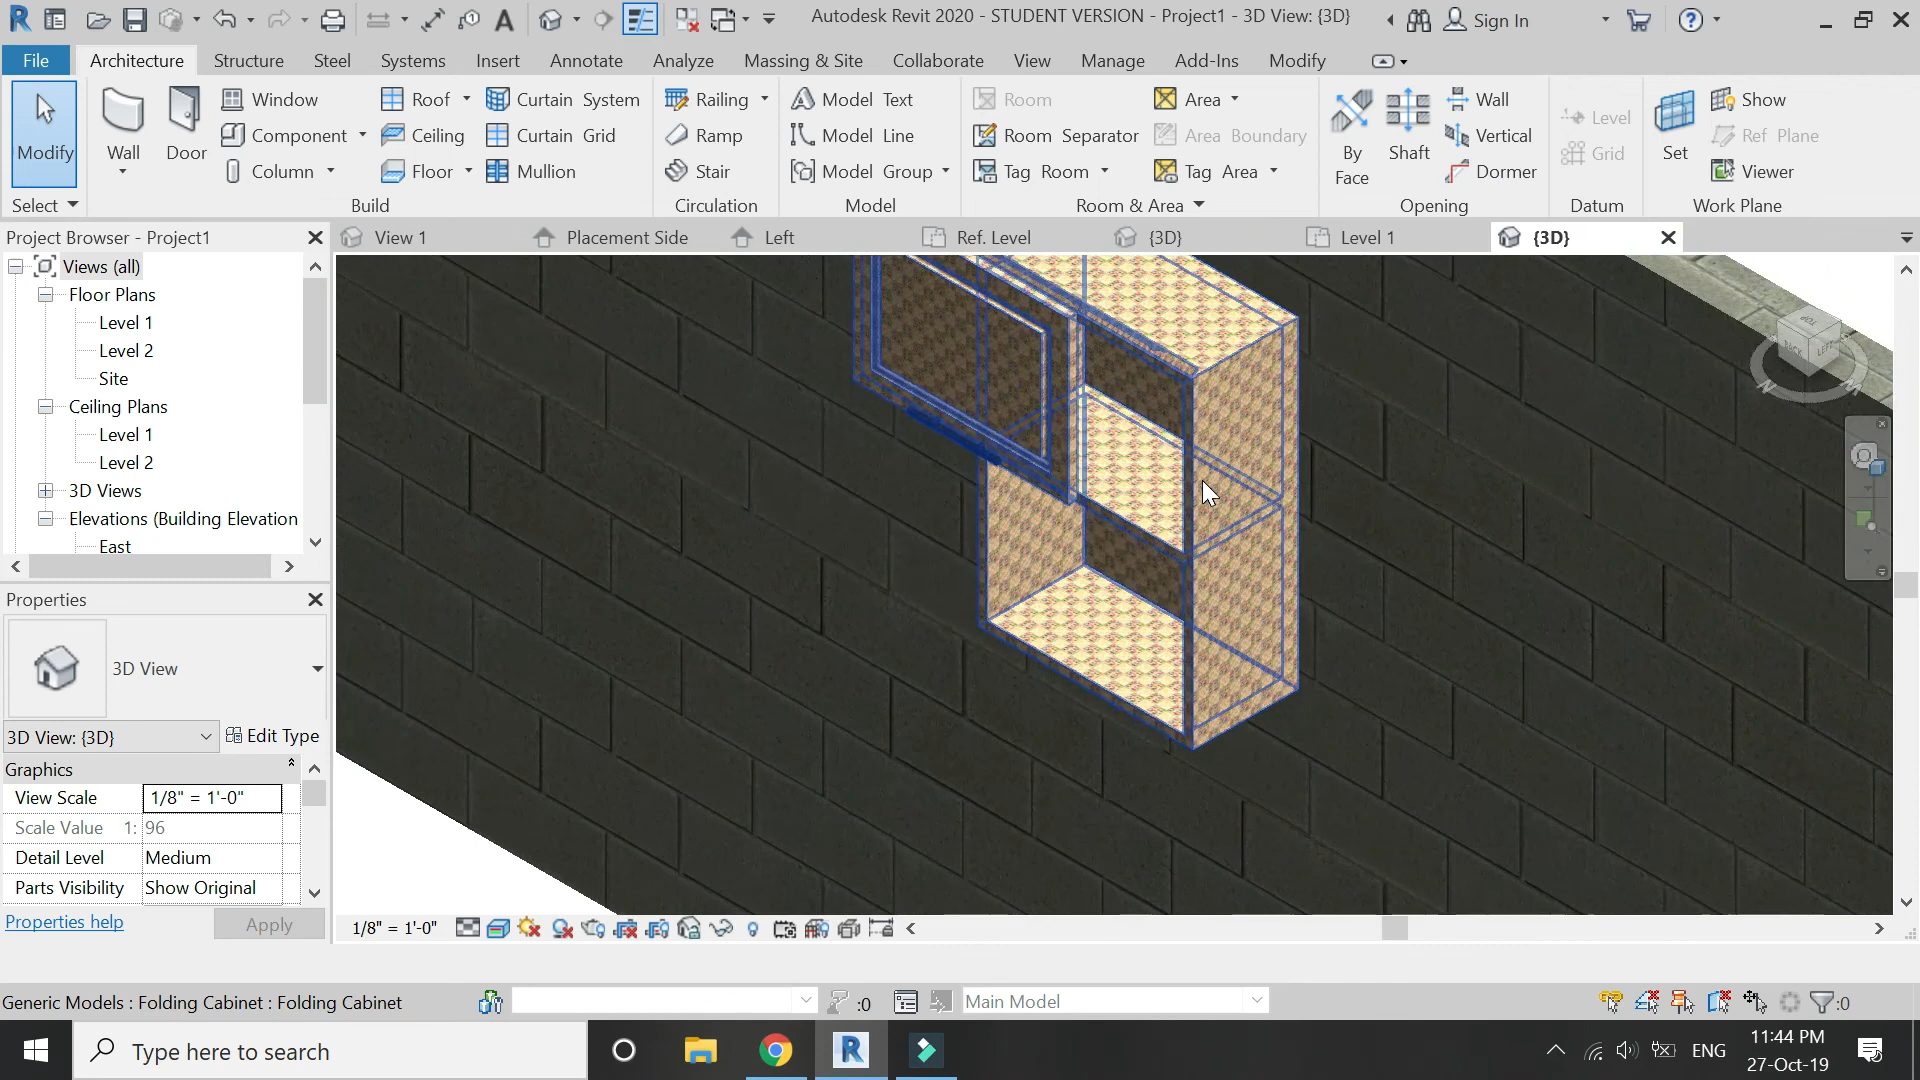 Autodesk Revit 2020 - STUDENT VERSION - Project1 - 3D View: {3D}
Sign In
File
Architecture
Structure
Steel
Systems
Insert
Annotate
Analyze
Massing & Site
Collaborate
View
Manage
Add-Ins
Modify
Modify
Wall
Door
Window
Component
Column
Roof
Ceiling
Floor
Curtain System
Curtain Grid
Mullion
Railing
Ramp
Stair
Model Text
Model Line
Model Group
Room
Room Separator
Tag Room
Area
Area Boundary
Tag Area
By Face
Shaft
Wall
Vertical
Dormer
Level
Grid
Set
Show
Ref Plane
Viewer
Select
Build
Circulation
Model
Room & Area
Opening
Datum
Work Plane
Project Browser - Project1
View 1
Placement Side
Left
Ref. Level
{3D}
Level 1
{3D}
Views (all)
Floor Plans
Level 1
Level 2
Site
Ceiling Plans
Level 1
Level 2
3D Views
Elevations (Building Elevation
East
TOP
BACK
LEFT
N
Properties
3D View
3D View: {3D}
Edit Type
Graphics
View Scale
1/8" = 1'-0"
Scale Value 1:
96
Detail Level
Medium
Parts Visibility
Show Original
Properties help
Apply
1/8" = 1'-0"
Generic Models : Folding Cabinet : Folding Cabinet
:0
Main Model
:0
Type here to search
ENG
11:44 PM
27-Oct-19